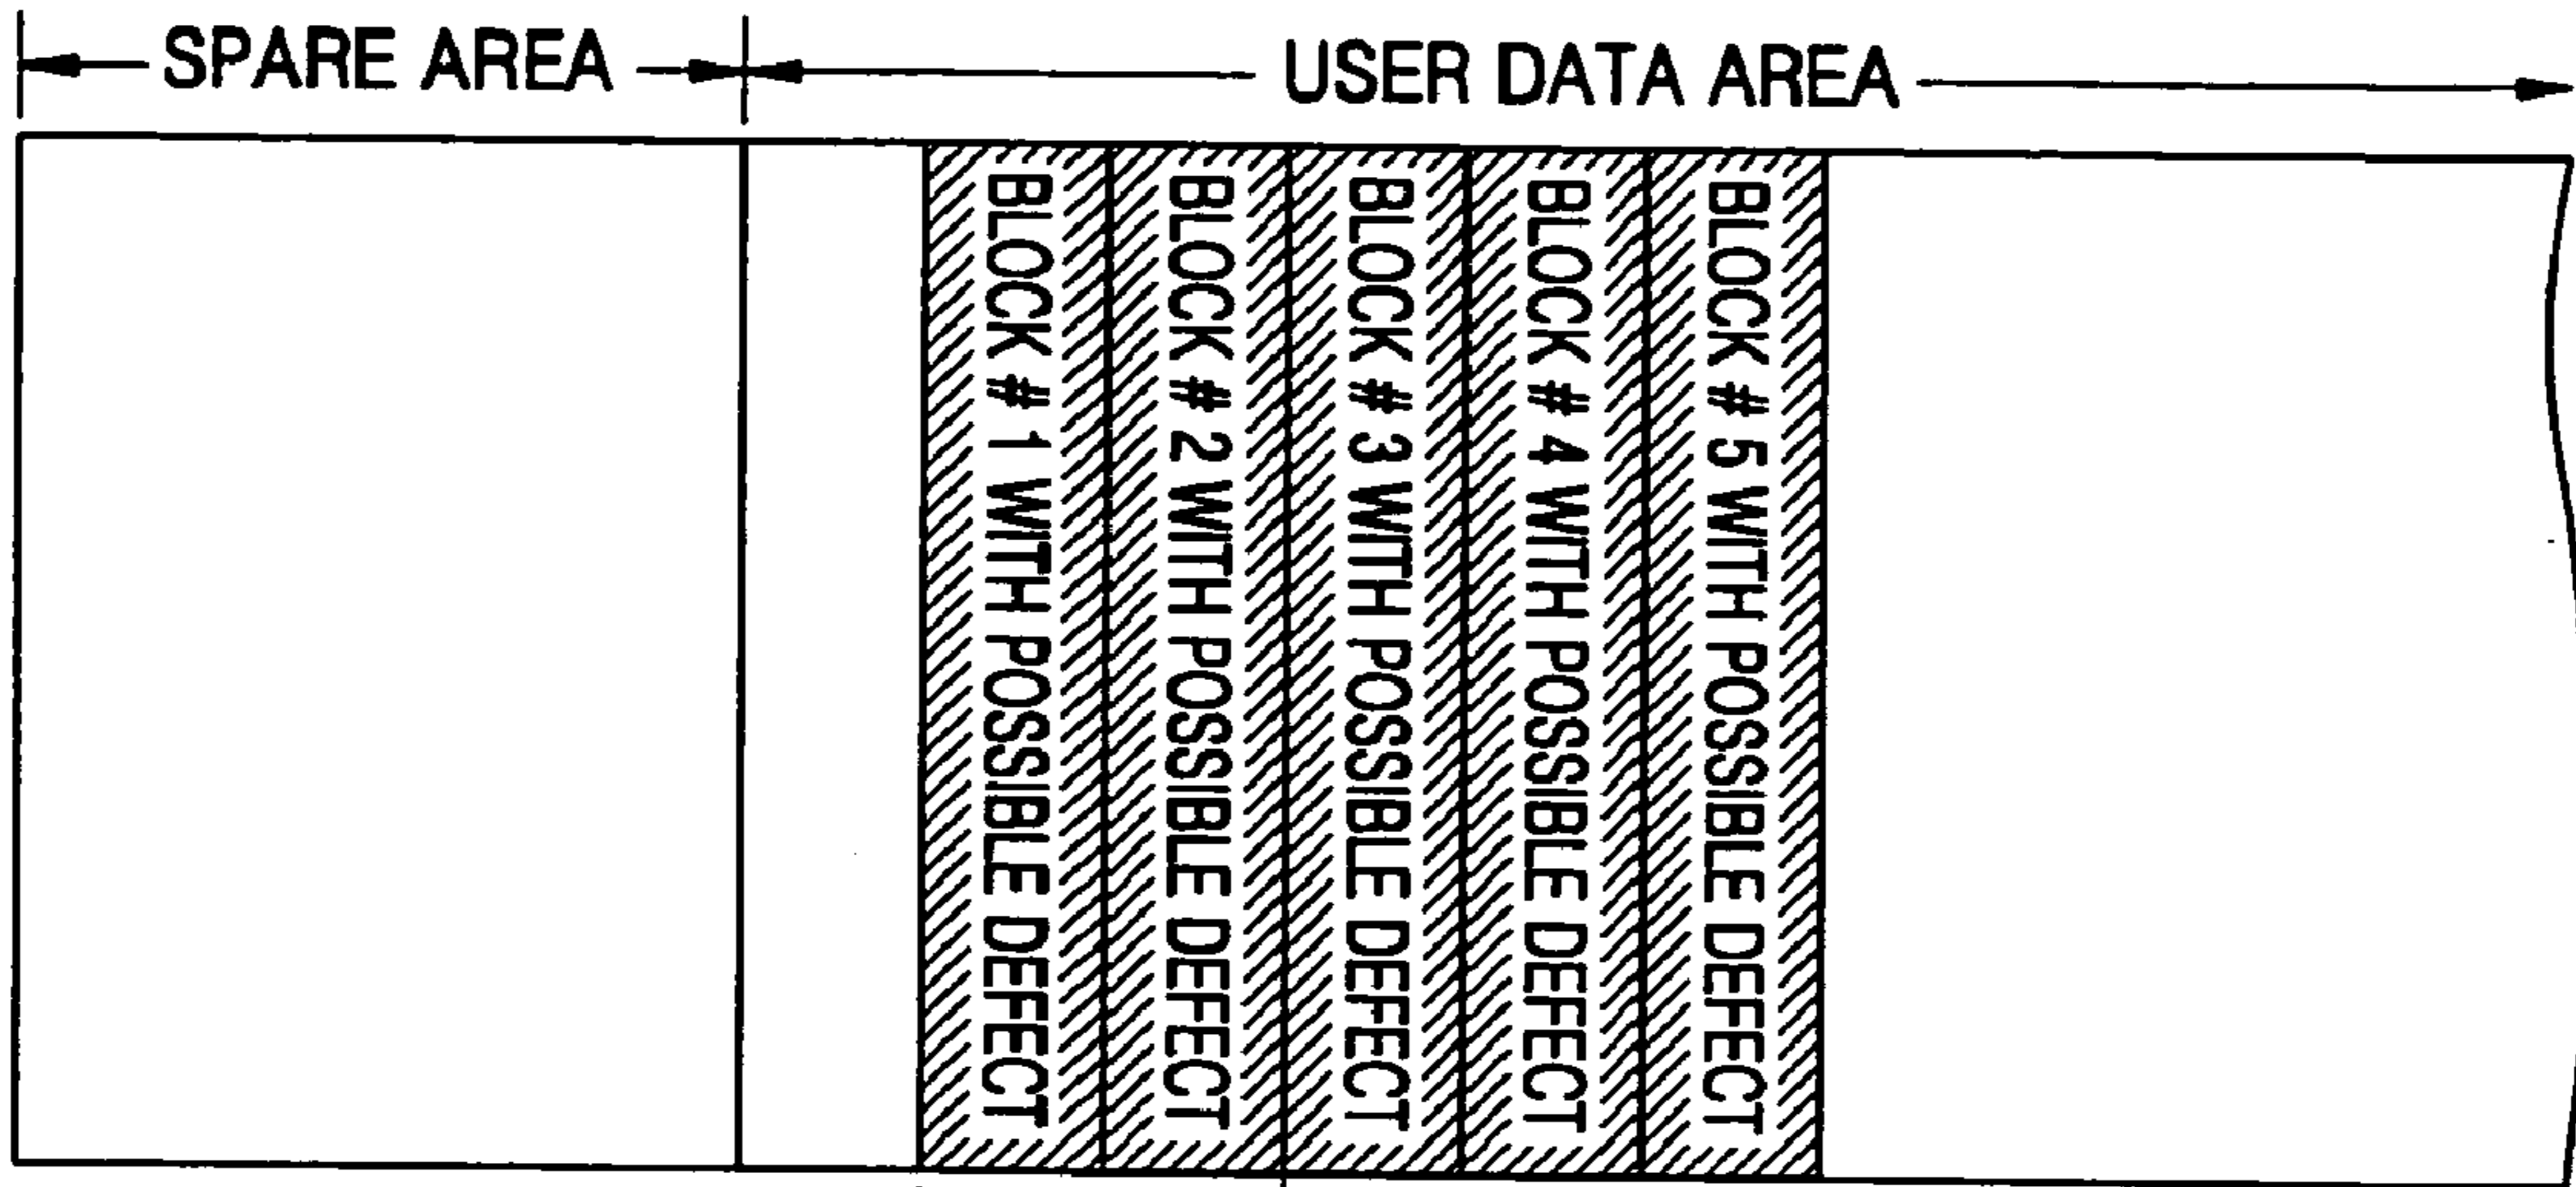 SPARE AREA
USER DATA AREA
BLOCK # 1 WITH POSSIBLE DEFECT
BLOCK # 2 WITH POSSIBLE DEFECT
BLOCK # 3 WITH POSSIBLE DEFECT
BLOCK # 4 WITH POSSIBLE DEFECT
BLOCK # 5 WITH POSSIBLE DEFECT